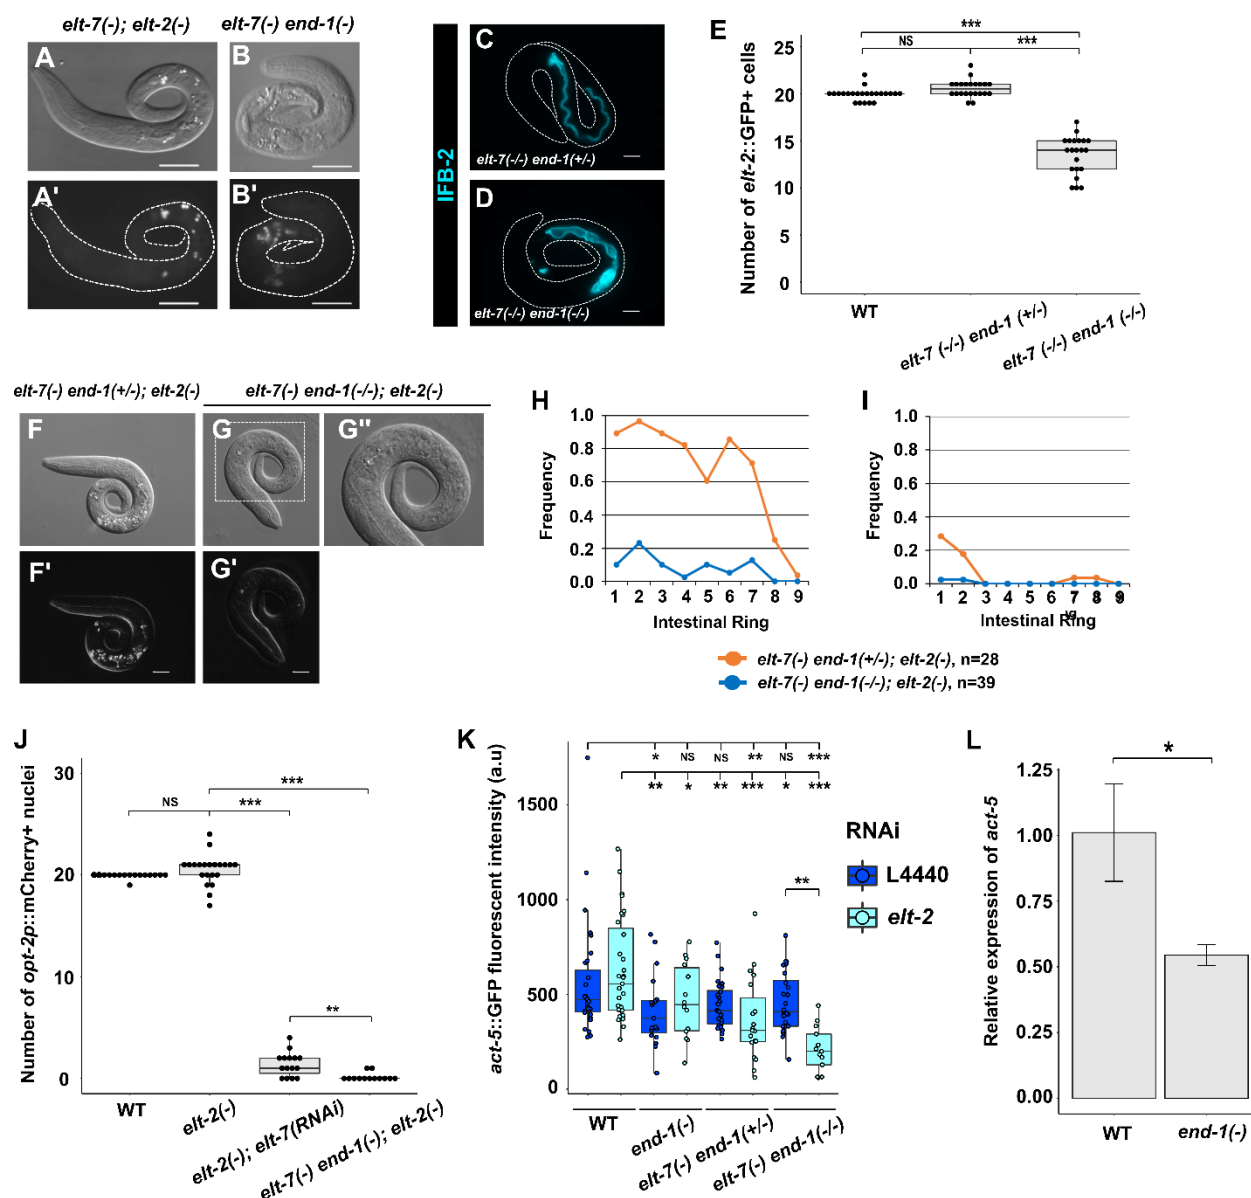 elt-7(-); elt-2(-)
elt-7(-) end-1(-)
A
B
A'
B'
IFB-2
C
elt-7(-/-) end-1(+/-)
D
elt-7(-/-) end-1(-/-)
E
Number of elt-2::GFP+ cells
25
20
15
10
5
0
***
NS
***
WT
elt-7 (-/-) end-1 (+/-)
elt-7 (-/-) end-1 (-/-)
elt-7(-) end-1(+/-); elt-2(-)
elt-7(-) end-1(-/-); elt-2(-)
F
G
G"
F'
G'
H
Frequency
1.0
0.8
0.6
0.4
0.2
0.0
1 2 3 4 5 6 7 8 9
Intestinal Ring
I
Frequency
1.0
0.8
0.6
0.4
0.2
0.0
1 2 3 4 5 6 7 8 9
Intestinal Ring
elt-7(-) end-1(+/-); elt-2(-), n=28
elt-7(-) end-1(-/-); elt-2(-), n=39
J
Number of opt-2p::mCherry+ nuclei
30
20
10
0
NS
***
***
**
WT
elt-2(-)
elt-2(-); elt-7(RNAi)
elt-7(-) end-1(-); elt-2(-)
K
act-5::GFP fluorescent intensity (a.u)
1500
1000
500
0
* NS NS ** NS ***
** * ** *** * ***
**
WT
end-1(-)
elt-7(-) end-1(+/-)
elt-7(-) end-1(-/-)
RNAi
L4440
elt-2
L
Relative expression of act-5
1.25
1.00
0.75
0.50
0.25
0.00
*
WT
end-1(-)